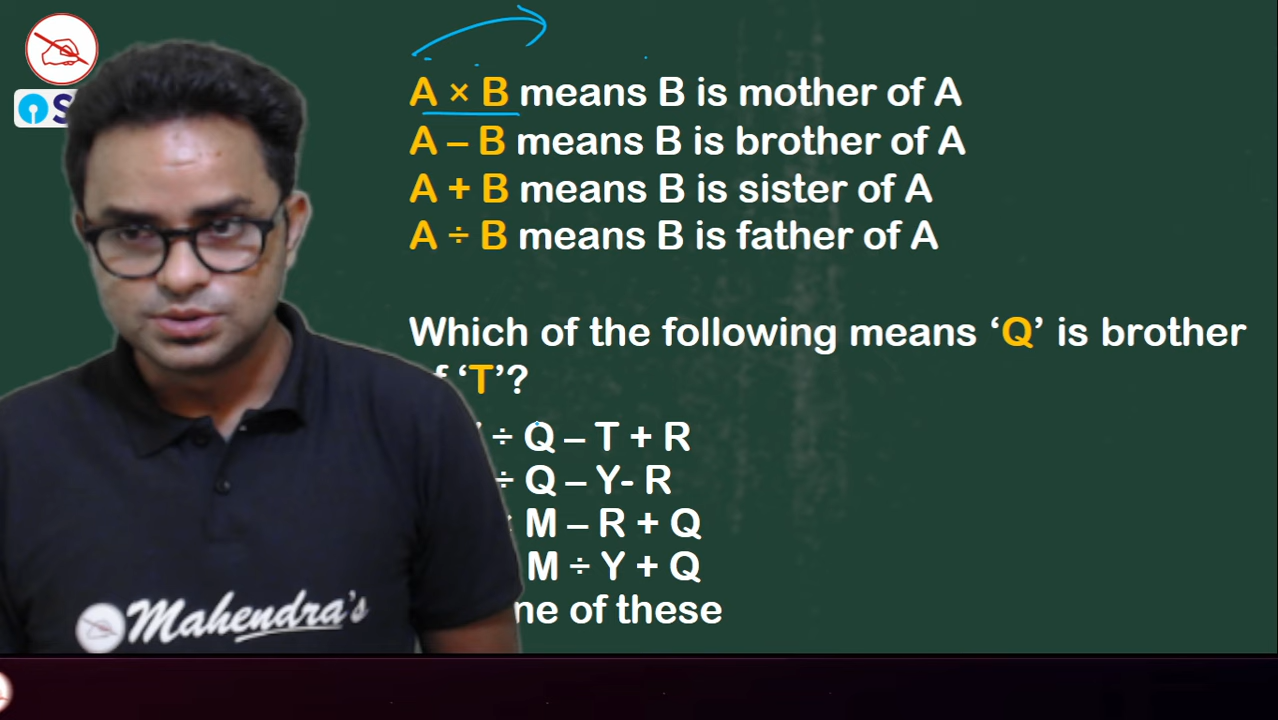 S
A × B means B is mother of A
A – B means B is brother of A
A + B means B is sister of A
A ÷ B means B is father of A
Which of the following means ‘Q’ is brother
‘T’?
÷ Q – T + R
÷ Q – Y- R
M – R + Q
M ÷ Y + Q
of these
Mahendra's